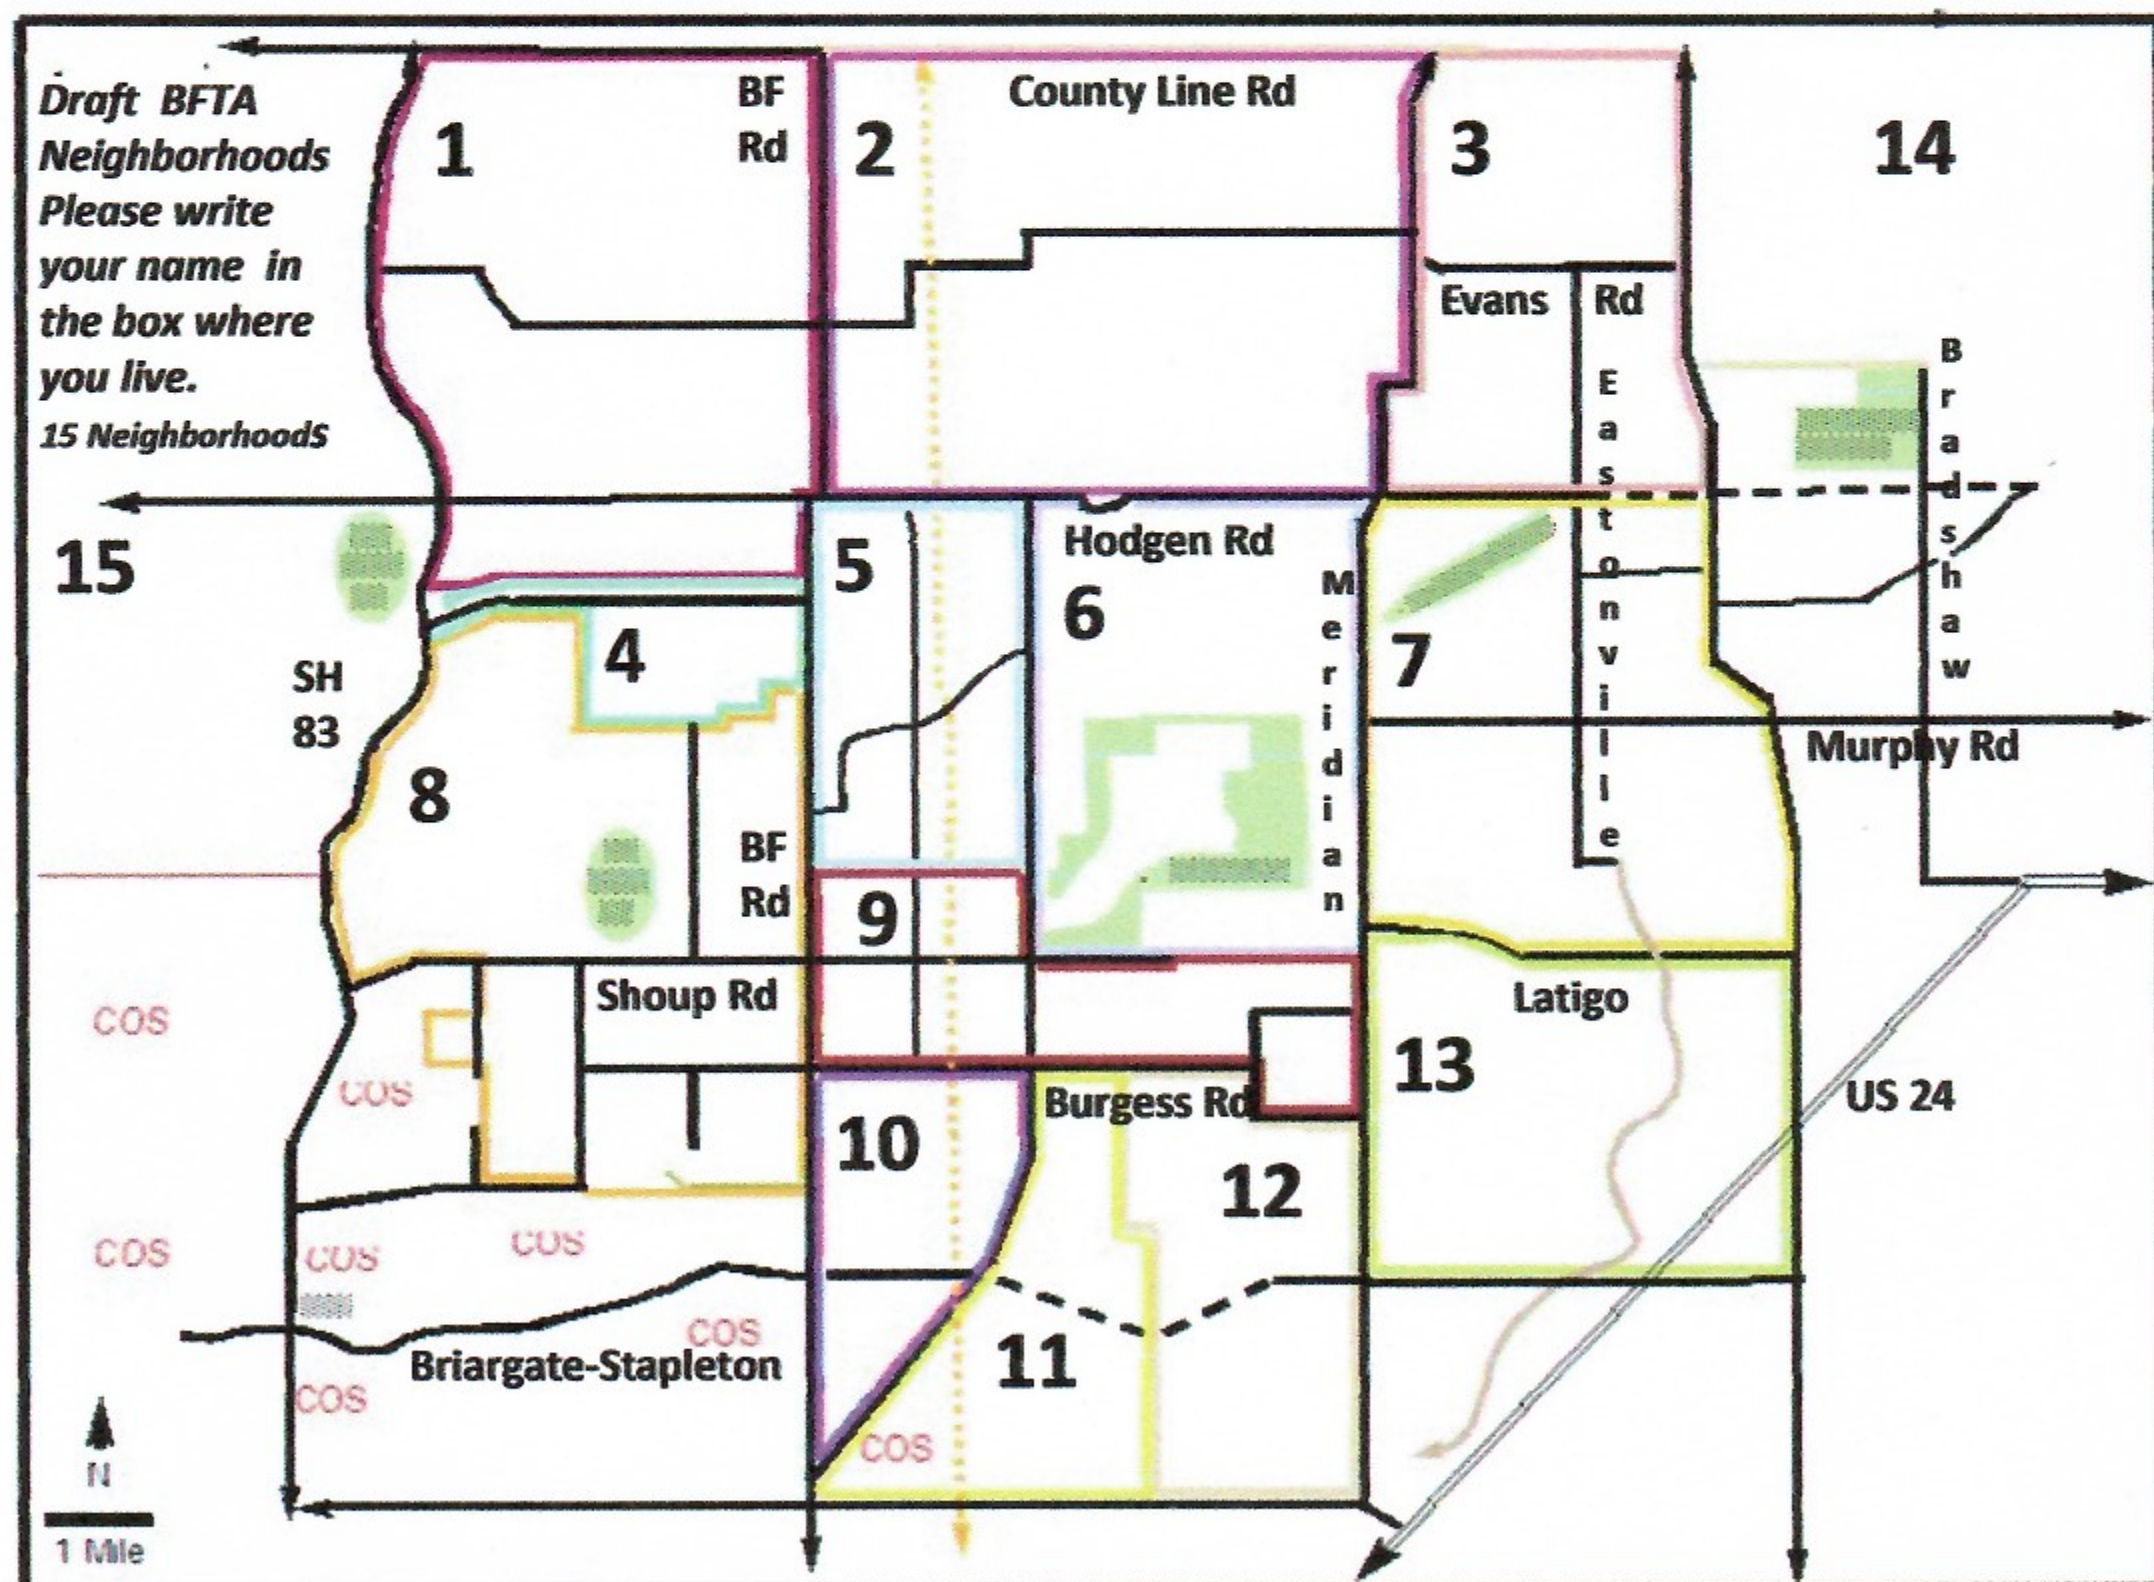 Draft BFTA
Neighborhoods
Please write
your name in
the box where
you live.
15 NeighborhoodS
1
BF
Rd
2
County Line Rd
3
14
Evans Rd
Eastonville
Bradshaw
15
5
Hodgen Rd
6
Meridian
7
4
SH
83
8
Murphy Rd
BF
Rd
9
Shoup Rd
Latigo
COS
COS
13
US 24
Burgess Rd
10
12
COS
COS
COS
COS
11
Briargate-Stapleton
COS
COS
N
1 Mile